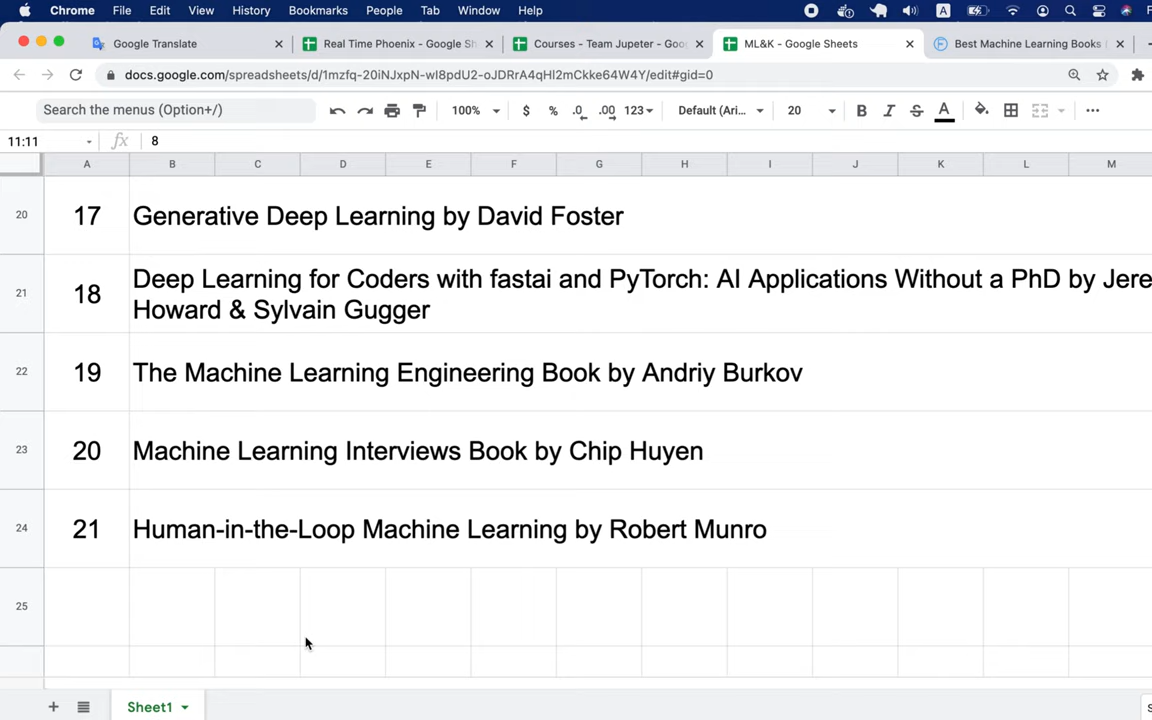 Chrome File Edit View History Bookmarks People Tab Window Help A
Google Translate Real Time Phoenix - Google Sh Courses - Team Jupeter - Goo ML&K - Google Sheets Best Machine Learning Books |
docs.google.com/spreadsheets/d/1mzfq-20iNJxpN-wI8pdU2-oJDRrA4qHI2mCkke64W4Y/edit#gid=0
Search the menus (Option+/) 100% $ % .0 .00 123 Default (Ari... 20 B I S A
11:11 fx 8
A B C D E F G H I J K L M
20 17 Generative Deep Learning by David Foster
21 18 Deep Learning for Coders with fastai and PyTorch: AI Applications Without a PhD by Jere
Howard & Sylvain Gugger
22 19 The Machine Learning Engineering Book by Andriy Burkov
23 20 Machine Learning Interviews Book by Chip Huyen
24 21 Human-in-the-Loop Machine Learning by Robert Munro
25
Sheet1